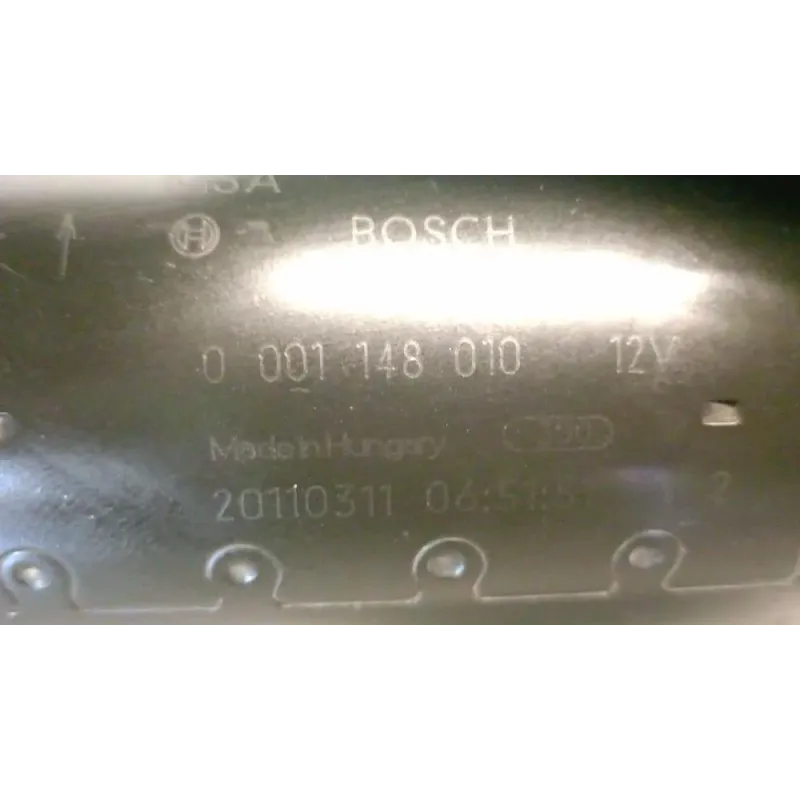 BOSCH
0 001 148 010 12V
Made in Hungary
20110311